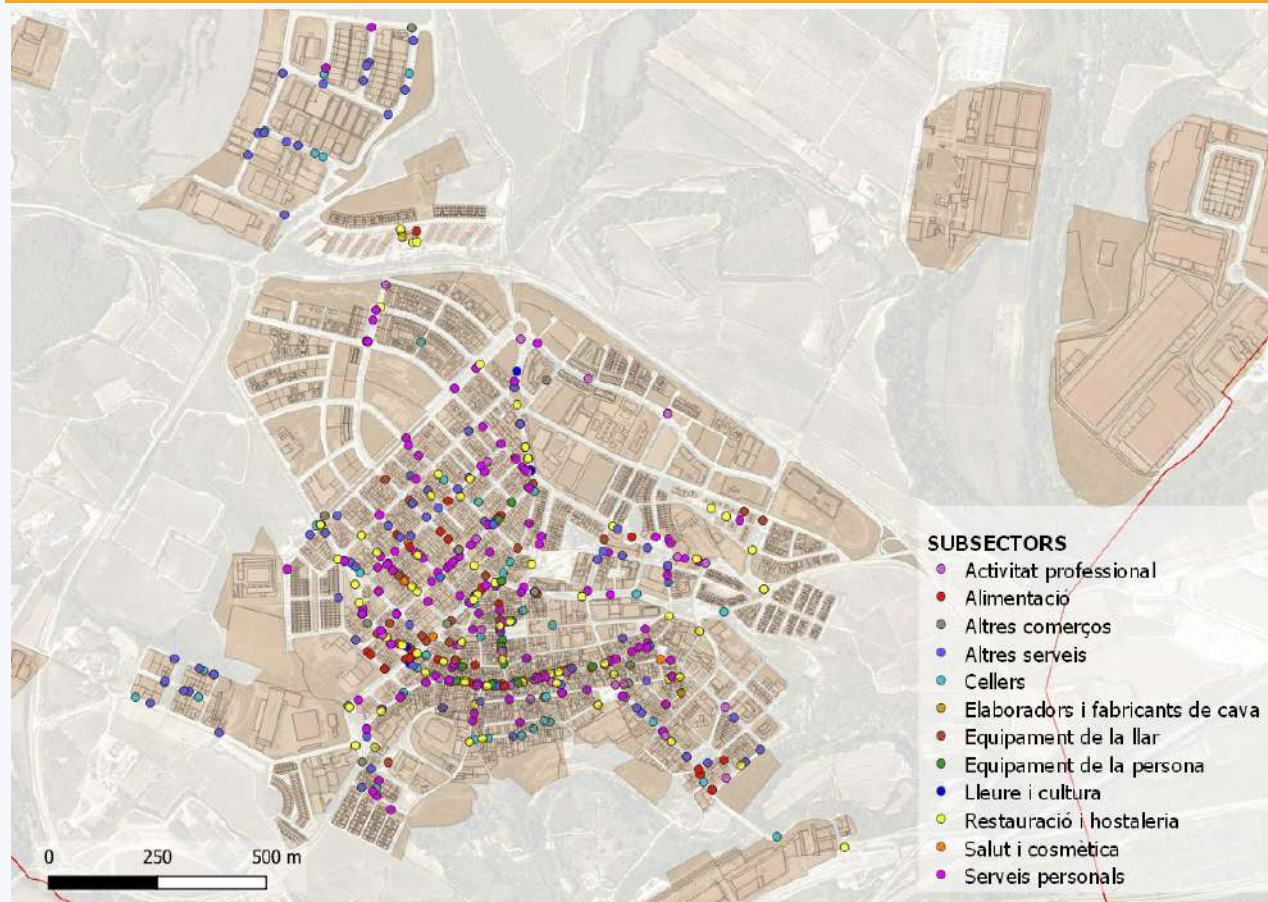 SUBSECTORS
Activitat professional
Alimentació
Altres comerços
Altres serveis
Cellers
Elaboradors i fabricants de cava
Equipament de la llar
Equipament de la persona
Lleure i cultura
Restauració i hostaleria
Salut i cosmètica
Serveis personals
0 250 500 m